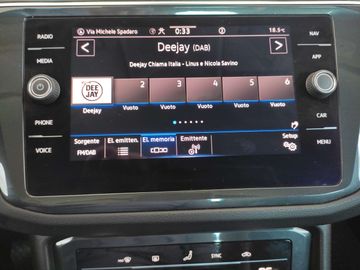 RADIO
MEDIA
PHONE
VOICE
Via Michele Spadaro
0:33
18.5°C
NAV
APP
CAR
MENU
Deejay (DAB)
Deejay Chiama Italia - Linus e Nicola Savino
DEE
JAY
2 3 4 5 6
Deejay Vuoto Vuoto Vuoto Vuoto Vuoto
Sorgente El emitten. El. memoria Emittente Setup
FM/DAB
SYNC